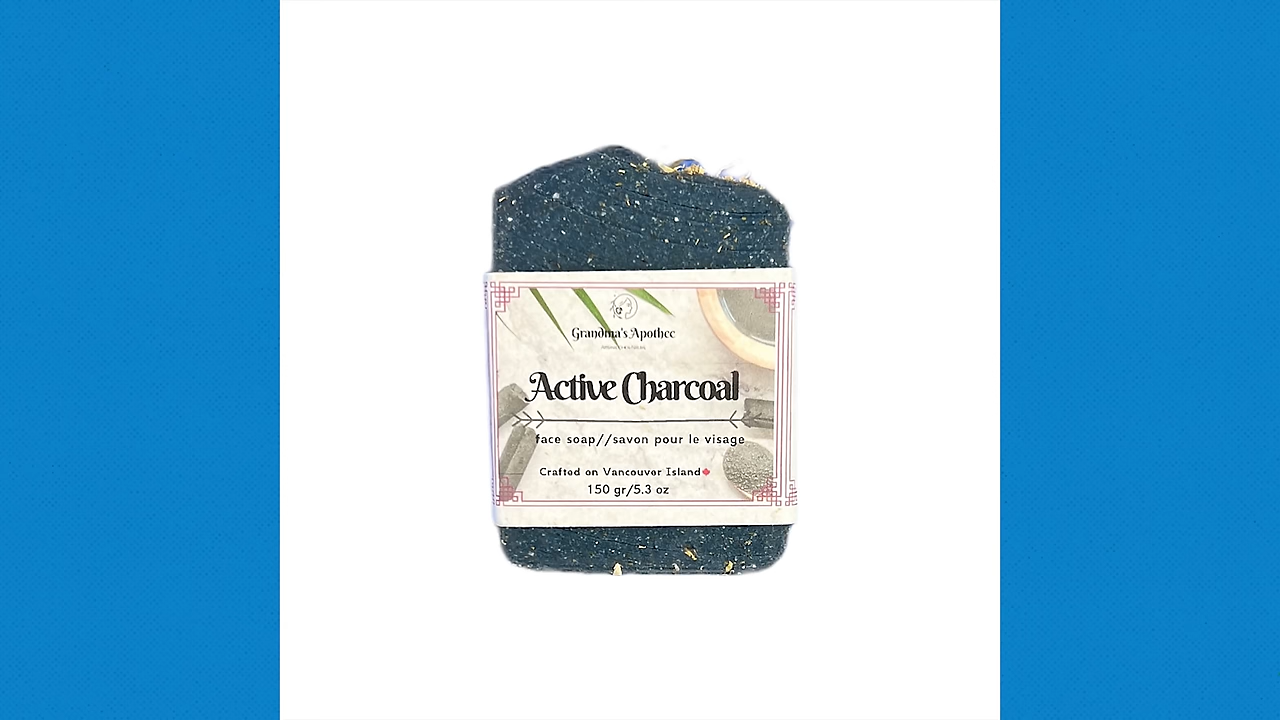 Grandma's Apothec
Active Charcoal
face soap//savon pour le visage
Crafted on Vancouver Island
150 gr/5.3 oz